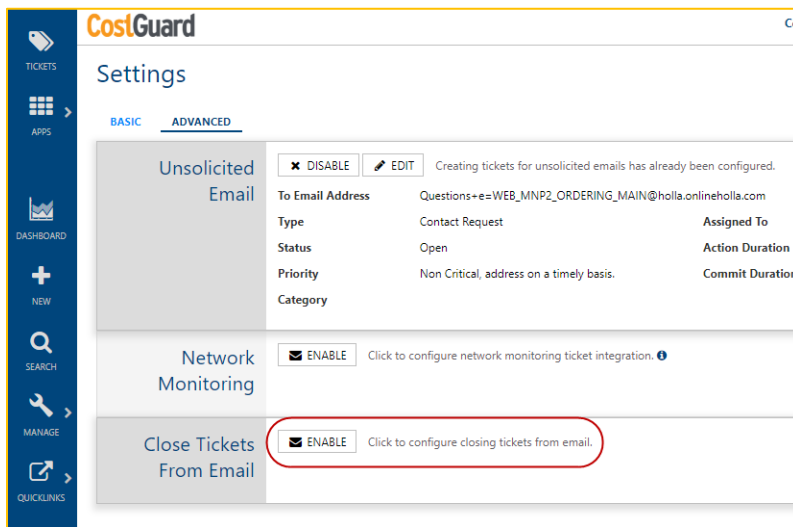 CostGuard
TICKETS
APPS
DASHBOARD
NEW
SEARCH
MANAGE
QUICKLINKS
Settings
BASIC ADVANCED
Unsolicited
Email
DISABLE EDIT Creating tickets for unsolicited emails has already been configured.
To Email Address Questions+e=WEB_MNP2_ORDERING_MAIN@holla.onlineholla.com
Type Contact Request Assigned To
Status Open Action Duration
Priority Non Critical, address on a timely basis. Commit Duration
Category
Network
Monitoring
ENABLE Click to configure network monitoring ticket integration.
Close Tickets
From Email
ENABLE Click to configure closing tickets from email.